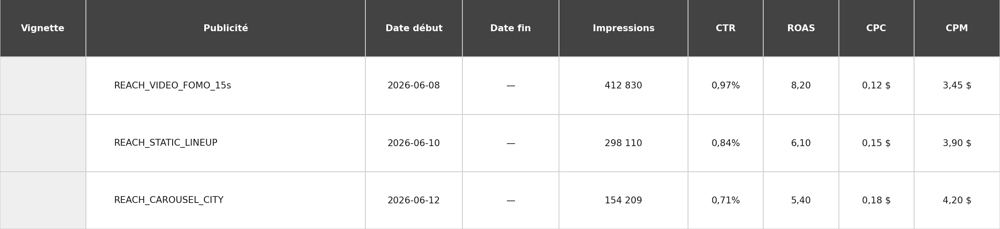 Vignette Publicité Date début Date fin Impressions CTR ROAS CPC CPM
REACH_VIDEO_FOMO_15s 2026-06-08 — 412 830 0,97% 8,20 0,12 $ 3,45 $
REACH_STATIC_LINEUP 2026-06-10 — 298 110 0,84% 6,10 0,15 $ 3,90 $
REACH_CAROUSEL_CITY 2026-06-12 — 154 209 0,71% 5,40 0,18 $ 4,20 $